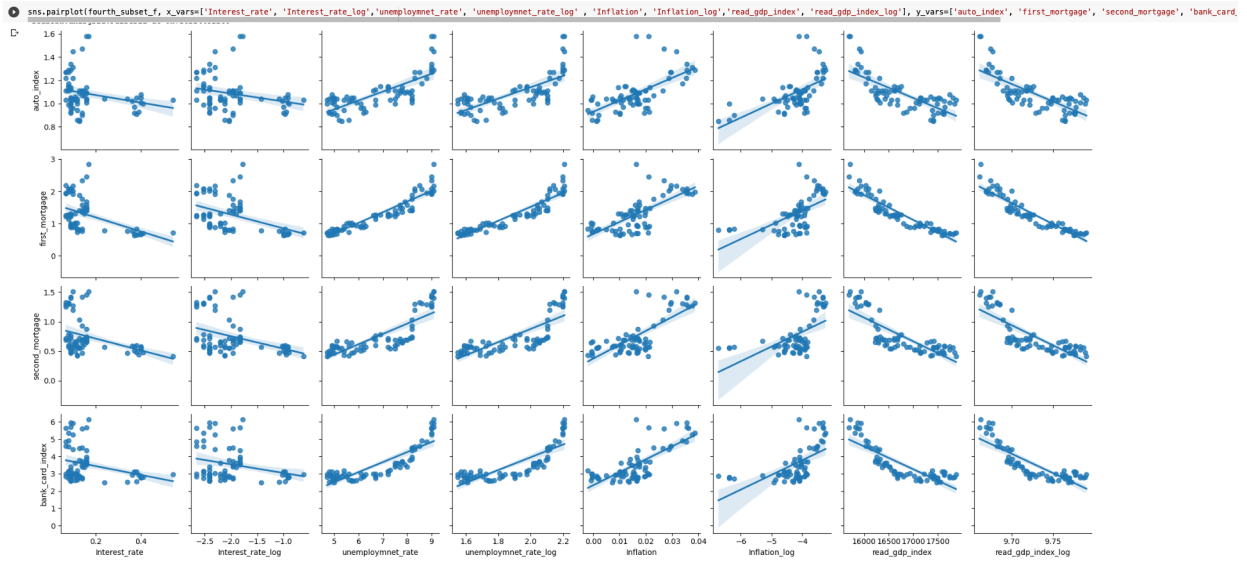 sns.pairplot(fourth_subset_f, x_vars=['Interest_rate', 'Interest_rate_log','unemploymnet_rate', 'unemploymnet_rate_log' , 'Inflation', 'Inflation_log','read_gdp_index', 'read_gdp_index_log'], y_vars=['auto_index', 'first_mortgage', 'second_mortgage', 'bank_card_
1.6
1.4
1.2
1.0
0.8
auto_index
3
2
1
0
first_mortgage
1.5
1.0
0.5
0.0
second_mortgage
6
5
4
3
2
1
0
bank_card_index
0.2 0.4 −2.5 −2.0 −1.5 −1.0 5 6 7 8 9 1.6 1.8 2.0 2.2 0.00 0.01 0.02 0.03 0.04 −6 −5 −4 16000 16500 17000 17500 9.70 9.75
Interest_rate Interest_rate_log unemploymnet_rate unemploymnet_rate_log Inflation Inflation_log read_gdp_index read_gdp_index_log